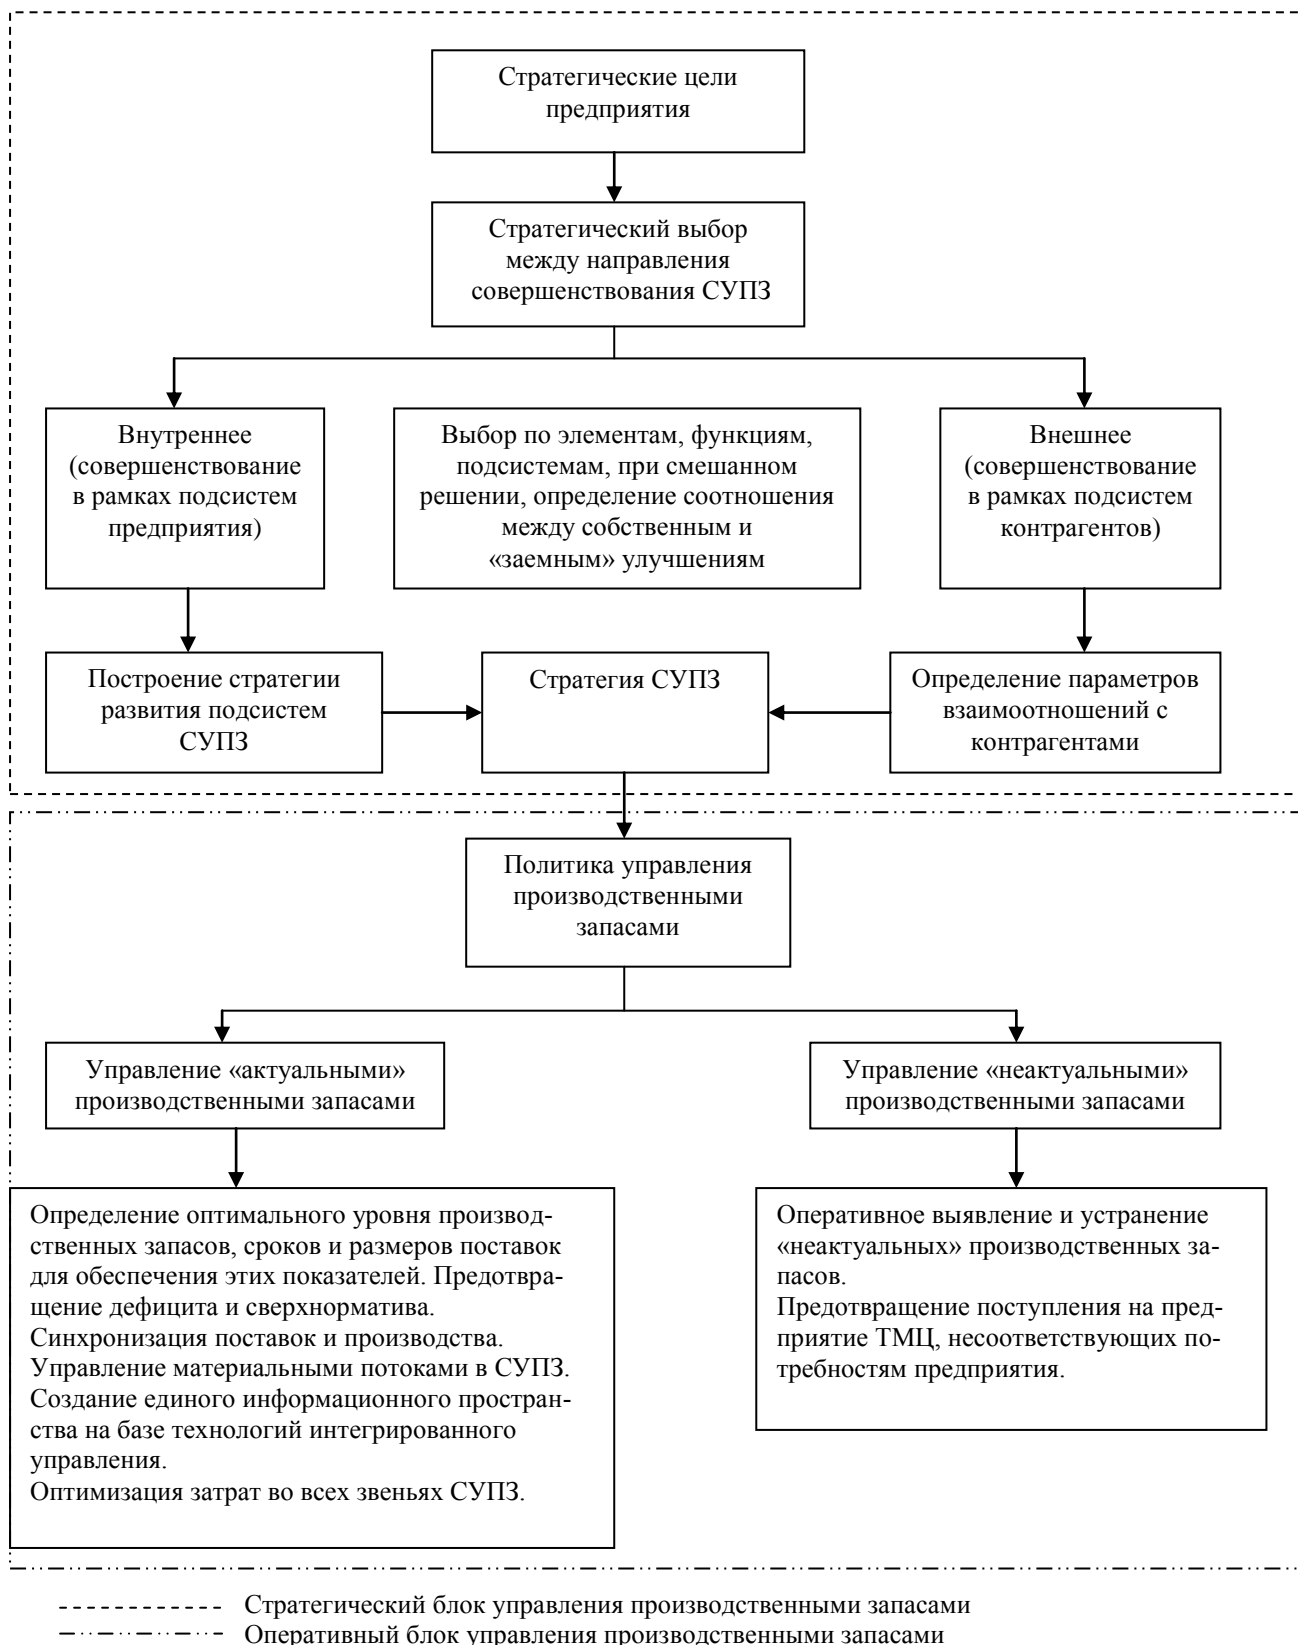 Стратегические цели
предприятия
Стратегический выбор
между направления
совершенствования СУПЗ
Внутреннее
(совершенствование
в рамках подсистем
предприятия)
Выбор по элементам, функциям,
подсистемам, при смешанном
решении, определение соотношения
между собственным и
«заемным» улучшениям
Внешнее
(совершенствование
в рамках подсистем
контрагентов)
Построение стратегии
развития подсистем
СУПЗ
Стратегия СУПЗ
Определение параметров
взаимоотношений с
контрагентами
Политика управления
производственными
запасами
Управление «актуальными»
производственными запасами
Управление «неактуальными»
производственными запасами
Определение оптимального уровня производ-
ственных запасов, сроков и размеров поставок
для обеспечения этих показателей. Предотвра-
щение дефицита и сверхнорматива.
Синхронизация поставок и производства.
Управление материальными потоками в СУПЗ.
Создание единого информационного простран-
ства на базе технологий интегрированного
управления.
Оптимизация затрат во всех звеньях СУПЗ.
Оперативное выявление и устранение
«неактуальных» производственных за-
пасов.
Предотвращение поступления на пред-
приятие ТМЦ, несоответствующих по-
требностям предприятия.
Стратегический блок управления производственными запасами
Оперативный блок управления производственными запасами